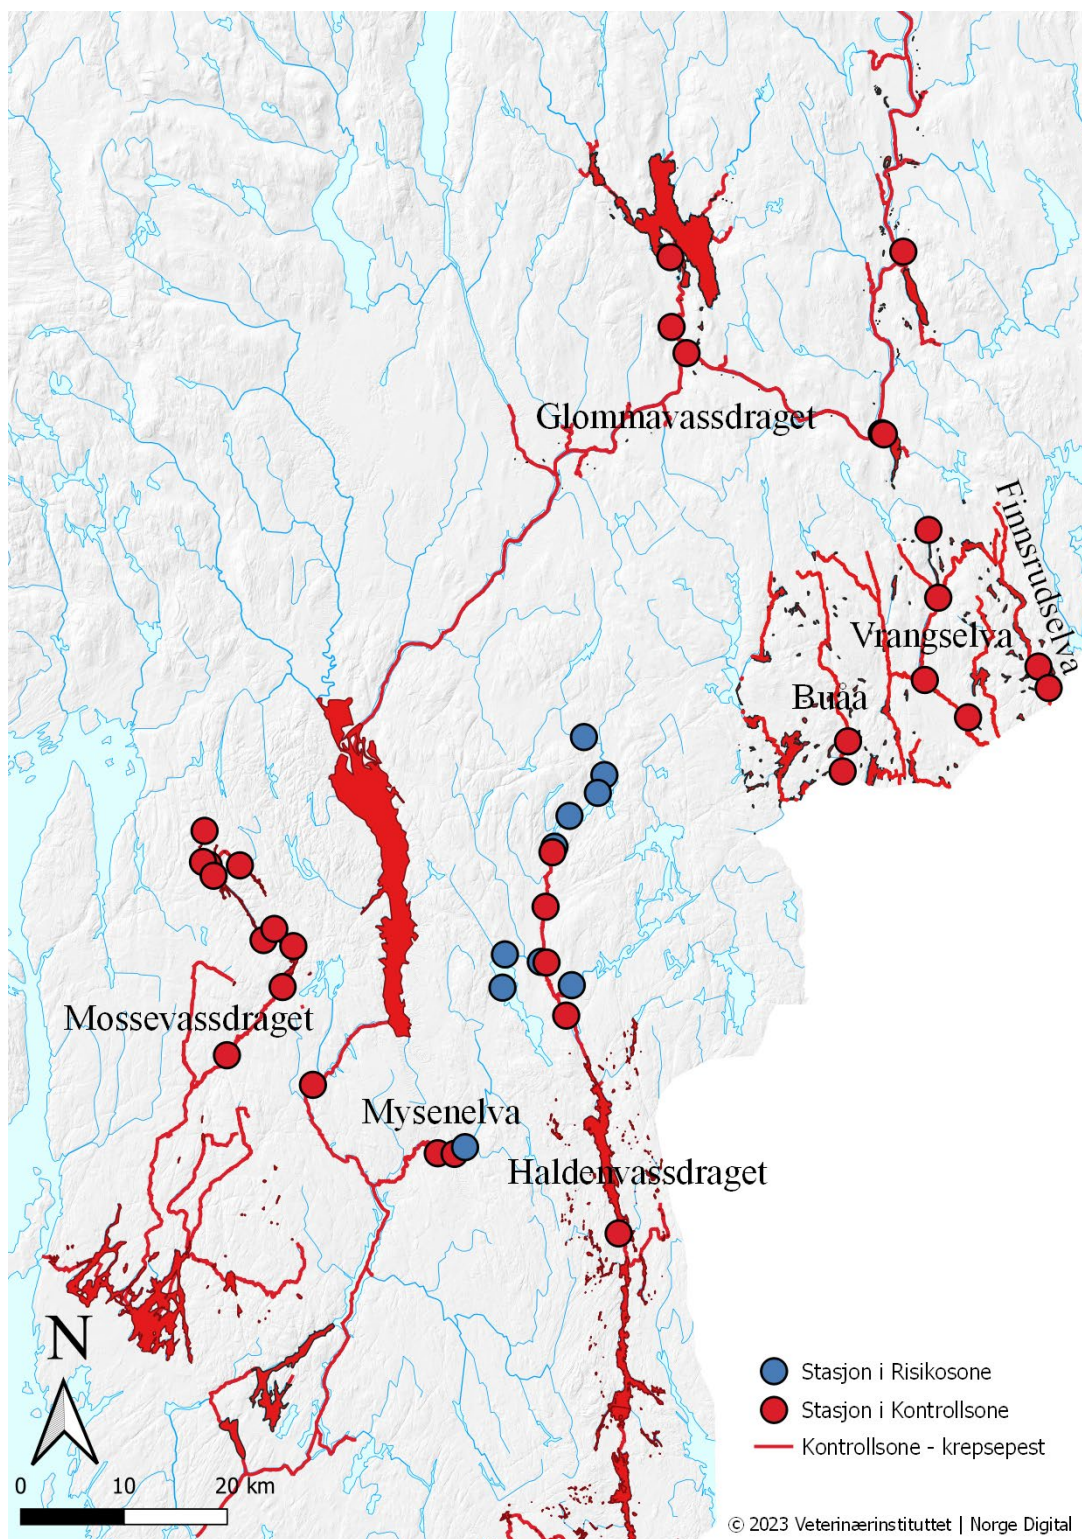 Glommavassdraget
Finnsrudselva
Vrangselva
Buåa
Mossevassdraget
Mysenelva
Haldenvassdraget
N
0 10 20 km
Stasjon i Risikosone
Stasjon i Kontrollsone
Kontrollsone - krepsepest
© 2023 Veterinærinstituttet | Norge Digital